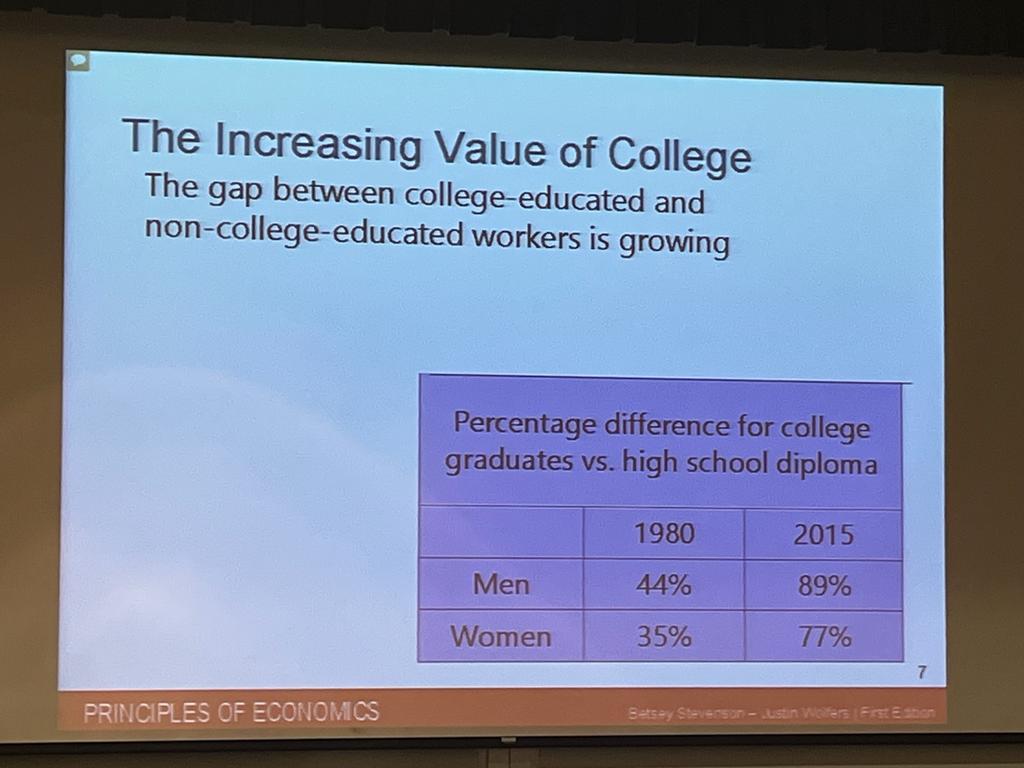 The Increasing Value of College
The gap between college-educated and
non-college-educated workers is growing
Percentage difference for college
graduates vs. high school diploma
1980 2015
Men 44% 89%
Women 35% 77%
7
PRINCIPLES OF ECONOMICS
Betsey Stevenson – Justin Wolfers | First Edition